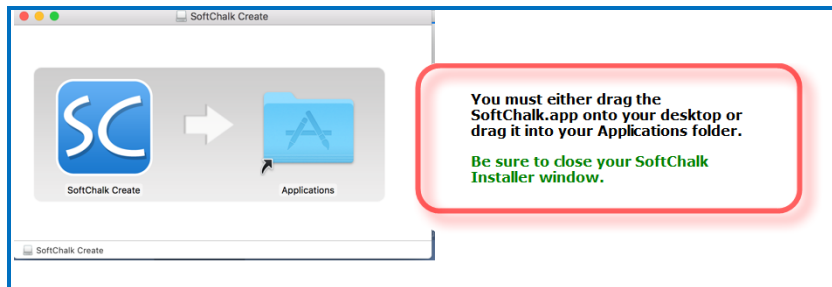 SoftChalk Create
SC
SoftChalk Create
Applications
SoftChalk Create
You must either drag the
SoftChalk.app onto your desktop or
drag it into your Applications folder.
Be sure to close your SoftChalk
Installer window.